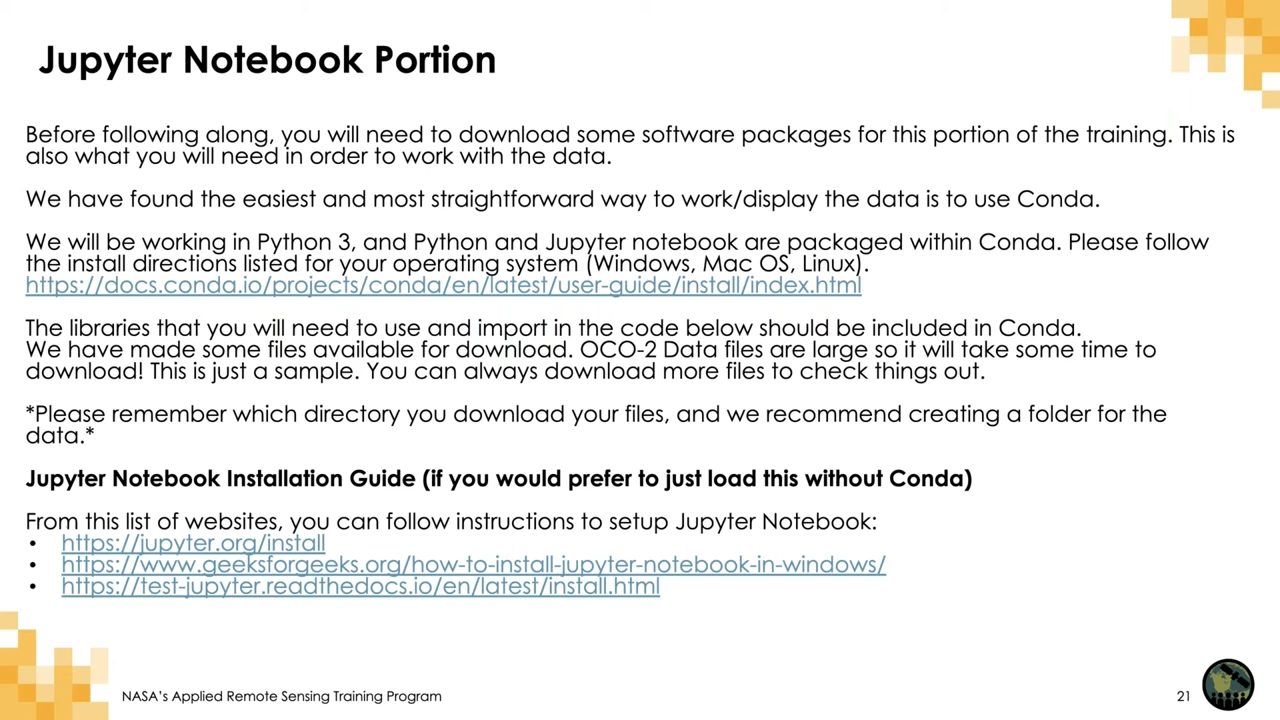 Jupyter Notebook Portion
Before following along, you will need to download some software packages for this portion of the training. This is
also what you will need in order to work with the data.
We have found the easiest and most straightforward way to work/display the data is to use Conda.
We will be working in Python 3, and Python and Jupyter notebook are packaged within Conda. Please follow
the install directions listed for your operating system (Windows, Mac OS, Linux).
https://docs.conda.io/projects/conda/en/latest/user-guide/install/index.html
The libraries that you will need to use and import in the code below should be included in Conda.
We have made some files available for download. OCO-2 Data files are large so it will take some time to
download! This is just a sample. You can always download more files to check things out.
*Please remember which directory you download your files, and we recommend creating a folder for the
data.*
Jupyter Notebook Installation Guide (if you would prefer to just load this without Conda)
From this list of websites, you can follow instructions to setup Jupyter Notebook:
• https://jupyter.org/install
• https://www.geeksforgeeks.org/how-to-install-jupyter-notebook-in-windows/
• https://test-jupyter.readthedocs.io/en/latest/install.html
NASA's Applied Remote Sensing Training Program
21